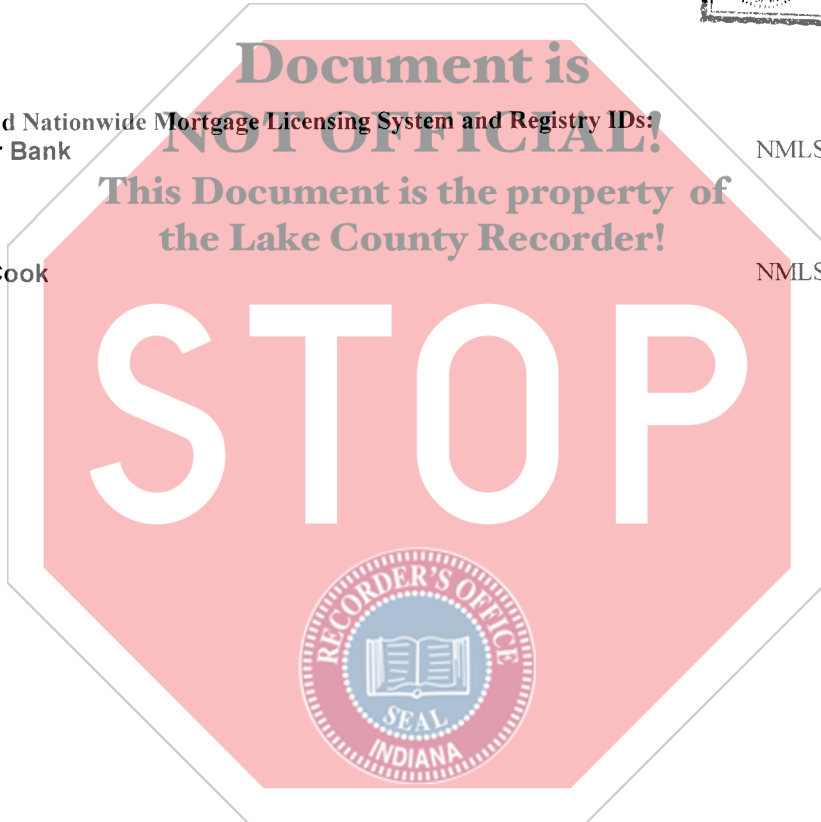 Document is
d Nationwide Mortgage Licensing System and Registry IDs:
NOT OFFICIAL!
Bank
NMLS
This Document is the property of
the Lake County Recorder!
Cook
NMLS
STOP
RECORDER'S OFFICE
SEAL
INDIANA